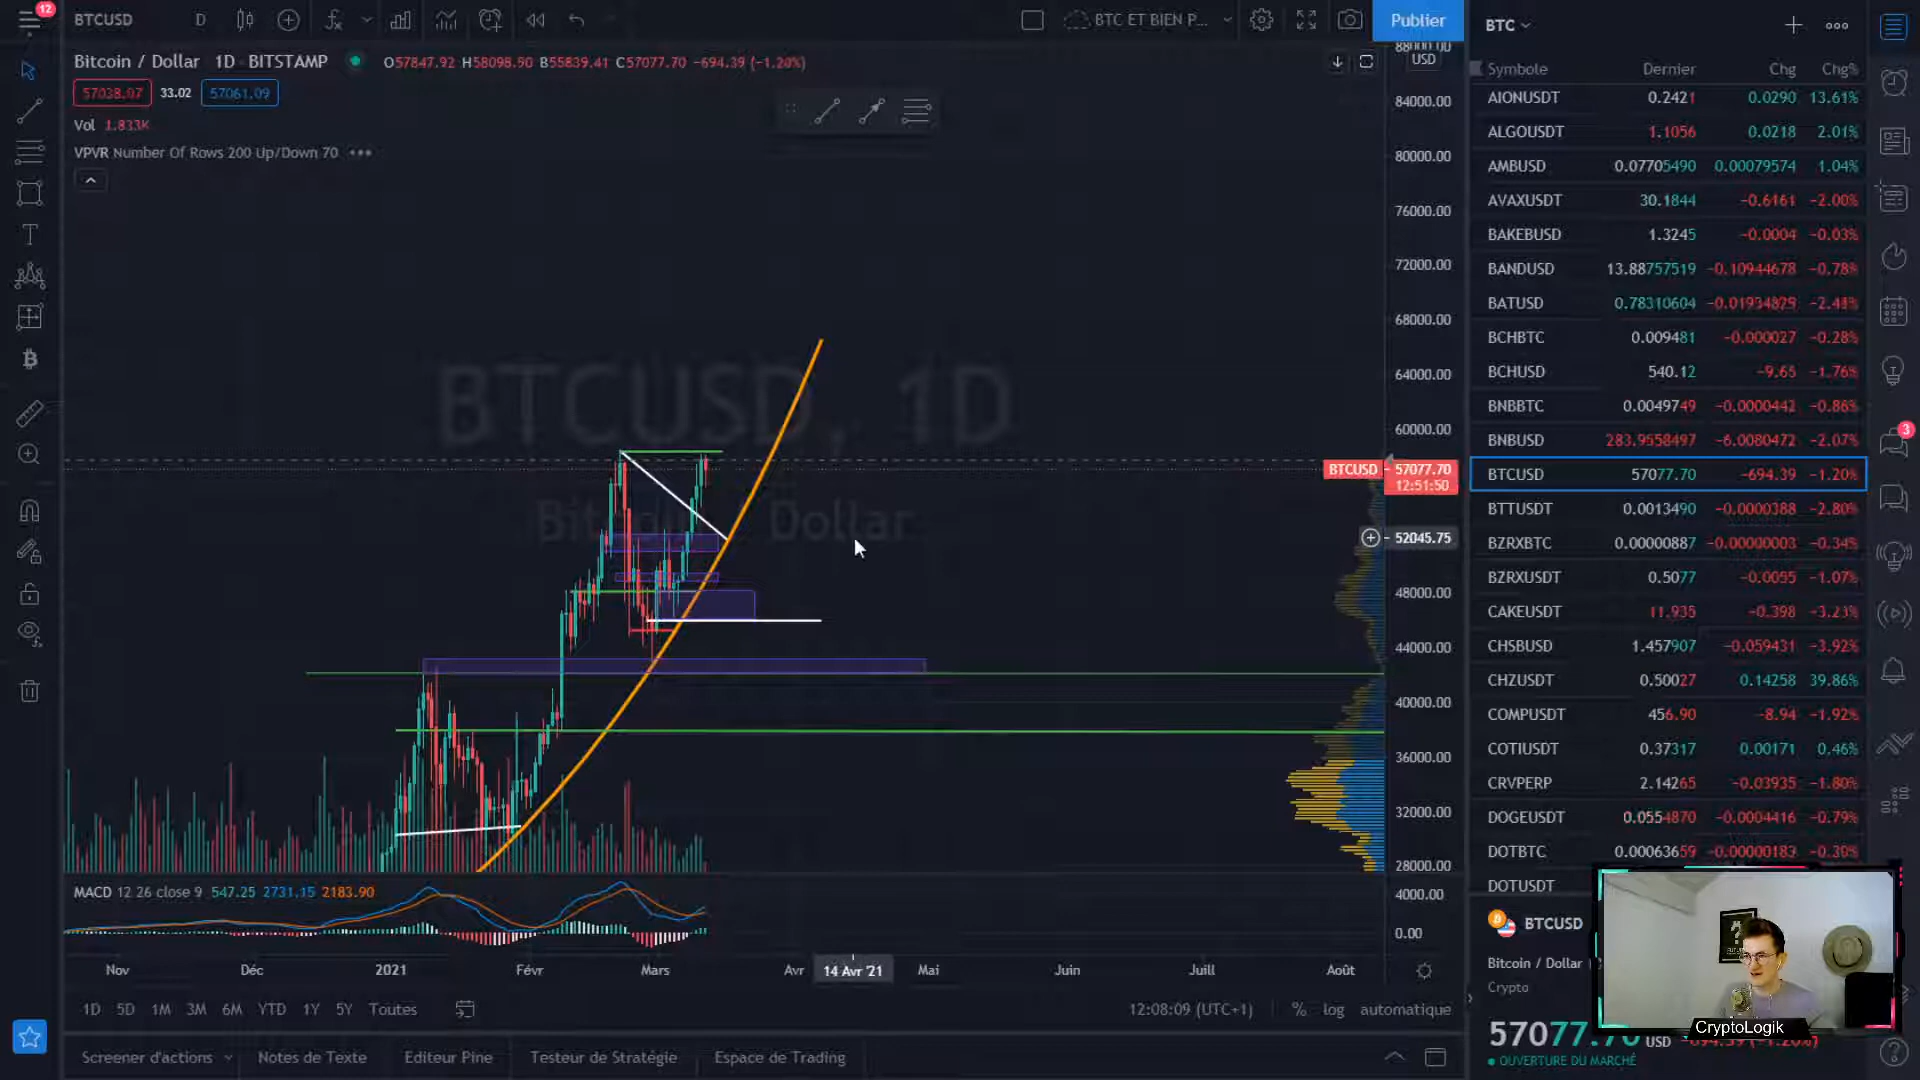 12
BTCUSD
D
BTC ET BIEN P...
Publier
BTC
Bitcoin / Dollar 1D BITSTAMP
O57847.92 H58098.50 B55839.41 C57077.70 −694.39 (−1.20%)
57038.07 33.02 57061.09
Vol 1.833K
VPVR Number Of Rows 200 Up/Down 70
BTCUSD, 1D
Dollar
88000.00
USD
84000.00
80000.00
76000.00
72000.00
68000.00
64000.00
60000.00
BTCUSD 57077.70
12:51:50
52045.75
48000.00
44000.00
40000.00
36000.00
32000.00
28000.00
MACD 12 26 close 9 547.25 2731.15 2183.90
4000.00
0.00
Nov Déc 2021 Févr Mars Avr 14 Avr '21 Mai Juin Juill Août
1D 5D 1M 3M 6M YTD 1Y 5Y Toutes
12:08:09 (UTC+1) % log automatique
Screener d'actions Notes de Texte Editeur Pine Testeur de Stratégie Espace de Trading
Symbole Dernier Chg Chg%
AIONUSDT 0.2421 0.0290 13.61%
ALGOUSDT 1.1056 0.0218 2.01%
AMBUSD 0.07705490 0.00079574 1.04%
AVAXUSDT 30.1844 −0.6161 −2.00%
BAKEBUSD 1.3245 −0.0004 −0.03%
BANDUSD 13.88757519 −0.10944678 −0.78%
BATUSD 0.78310604 −0.01934825 −2.41%
BCHBTC 0.009481 −0.000027 −0.28%
BCHUSD 540.12 −9.65 −1.76%
BNBBTC 0.0049749 −0.0000442 −0.86%
BNBUSD 283.9558497 −6.0080472 −2.07%
BTCUSD 57077.70 −694.39 −1.20%
BTTUSDT 0.0013490 −0.0000388 −2.80%
BZRXBTC 0.00000887 −0.00000003 −0.34%
BZRXUSDT 0.5077 −0.0055 −1.07%
CAKEUSDT 11.935 −0.398 −3.23%
CHSBUSD 1.457907 −0.059431 −3.92%
CHZUSDT 0.50027 0.14258 39.86%
COMPUSDT 456.90 −8.94 −1.92%
COTIUSDT 0.37317 0.00171 0.46%
CRVPERP 2.14265 −0.03935 −1.80%
DOGEUSDT 0.0554870 −0.0004416 −0.79%
DOTBTC 0.00063659 −0.00000183 −0.30%
DOTUSDT
BTCUSD
Bitcoin / Dollar
Crypto
57077.70 USD −694.39 (−1.20%)
OUVERTURE DU MARCHÉ
CryptoLogik
3